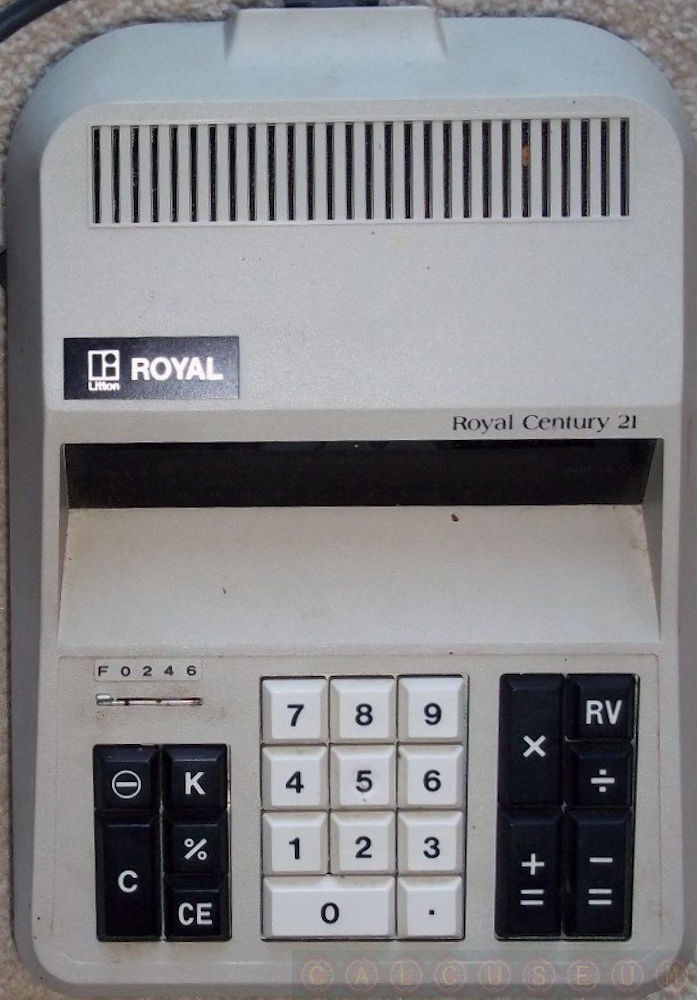 Litton ROYAL
Royal Century 21
F 0 2 4 6
7 8 9 × RV
⊖ K 4 5 6 ÷
C % 1 2 3 + = − =
CE 0 .
CALCUSEUM